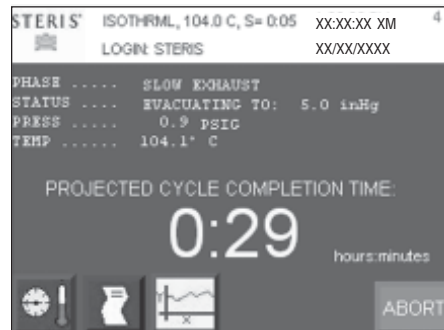 STERIS® ISOTHRML, 104.0 C, S= 0:05 XX:XX:XX XM 4
LOGIN: STERIS XX/XX/XXXX
PHASE ..... SLOW EXHAUST
STATUS .... EVACUATING TO: 5.0 inHg
PRESS ..... 0.9 PSIG
TEMP ...... 104.1° C
PROJECTED CYCLE COMPLETION TIME:
0:29
hours:minutes
X
ABORT